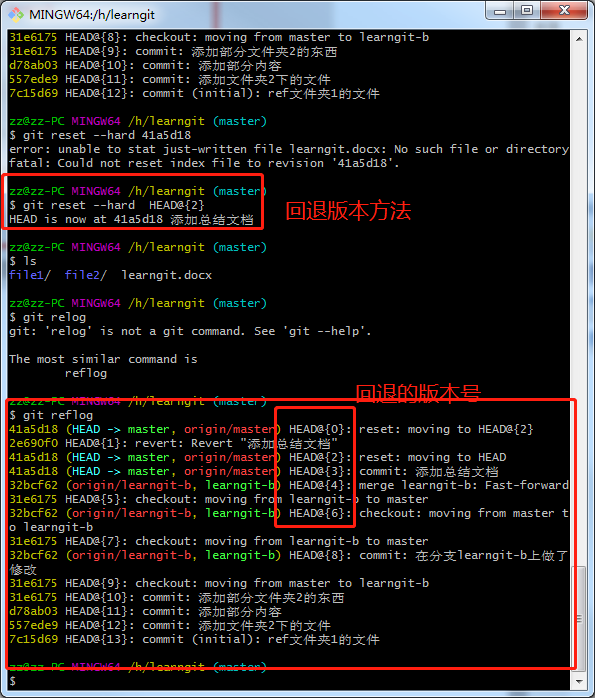 MINGW64:/h/learngit
31e6175 HEAD@{8}: checkout: moving from master to learngit-b
31e6175 HEAD@{9}: commit: 添加部分文件夹2的东西
d78ab03 HEAD@{10}: commit: 添加部分内容
557ede9 HEAD@{11}: commit: 添加文件夹2下的文件
7c15d69 HEAD@{12}: commit (initial): ref文件夹1的文件
zz@zz-PC MINGW64 /h/learngit (master)
$ git reset --hard 41a5d18
error: unable to stat just-written file learngit.docx: No such file or directory
fatal: Could not reset index file to revision '41a5d18'.
zz@zz-PC MINGW64 /h/learngit (master)
$ git reset --hard  HEAD@{2}
HEAD is now at 41a5d18 添加总结文档
回退版本方法
zz@zz-PC MINGW64 /h/learngit (master)
$ ls
file1/  file2/  learngit.docx
zz@zz-PC MINGW64 /h/learngit (master)
$ git relog
git: 'relog' is not a git command. See 'git --help'.
The most similar command is
        reflog
回退的版本号
zz@zz-PC MINGW64 /h/learngit (master)
$ git reflog
41a5d18 (HEAD -> master, origin/master) HEAD@{0}: reset: moving to HEAD@{2}
2e690f0 HEAD@{1}: revert: Revert "添加总结文档"
41a5d18 (HEAD -> master, origin/master) HEAD@{2}: reset: moving to HEAD
41a5d18 (HEAD -> master, origin/master) HEAD@{3}: commit: 添加总结文档
32bcf62 (origin/learngit-b, learngit-b) HEAD@{4}: merge learngit-b: Fast-forward
31e6175 HEAD@{5}: checkout: moving from learngit-b to master
32bcf62 (origin/learngit-b, learngit-b) HEAD@{6}: checkout: moving from master t
o learngit-b
31e6175 HEAD@{7}: checkout: moving from learngit-b to master
32bcf62 (origin/learngit-b, learngit-b) HEAD@{8}: commit: 在分支learngit-b上做了
修改
31e6175 HEAD@{9}: checkout: moving from master to learngit-b
31e6175 HEAD@{10}: commit: 添加部分文件夹2的东西
d78ab03 HEAD@{11}: commit: 添加部分内容
557ede9 HEAD@{12}: commit: 添加文件夹2下的文件
7c15d69 HEAD@{13}: commit (initial): ref文件夹1的文件
zz@zz-PC MINGW64 /h/learngit (master)
$